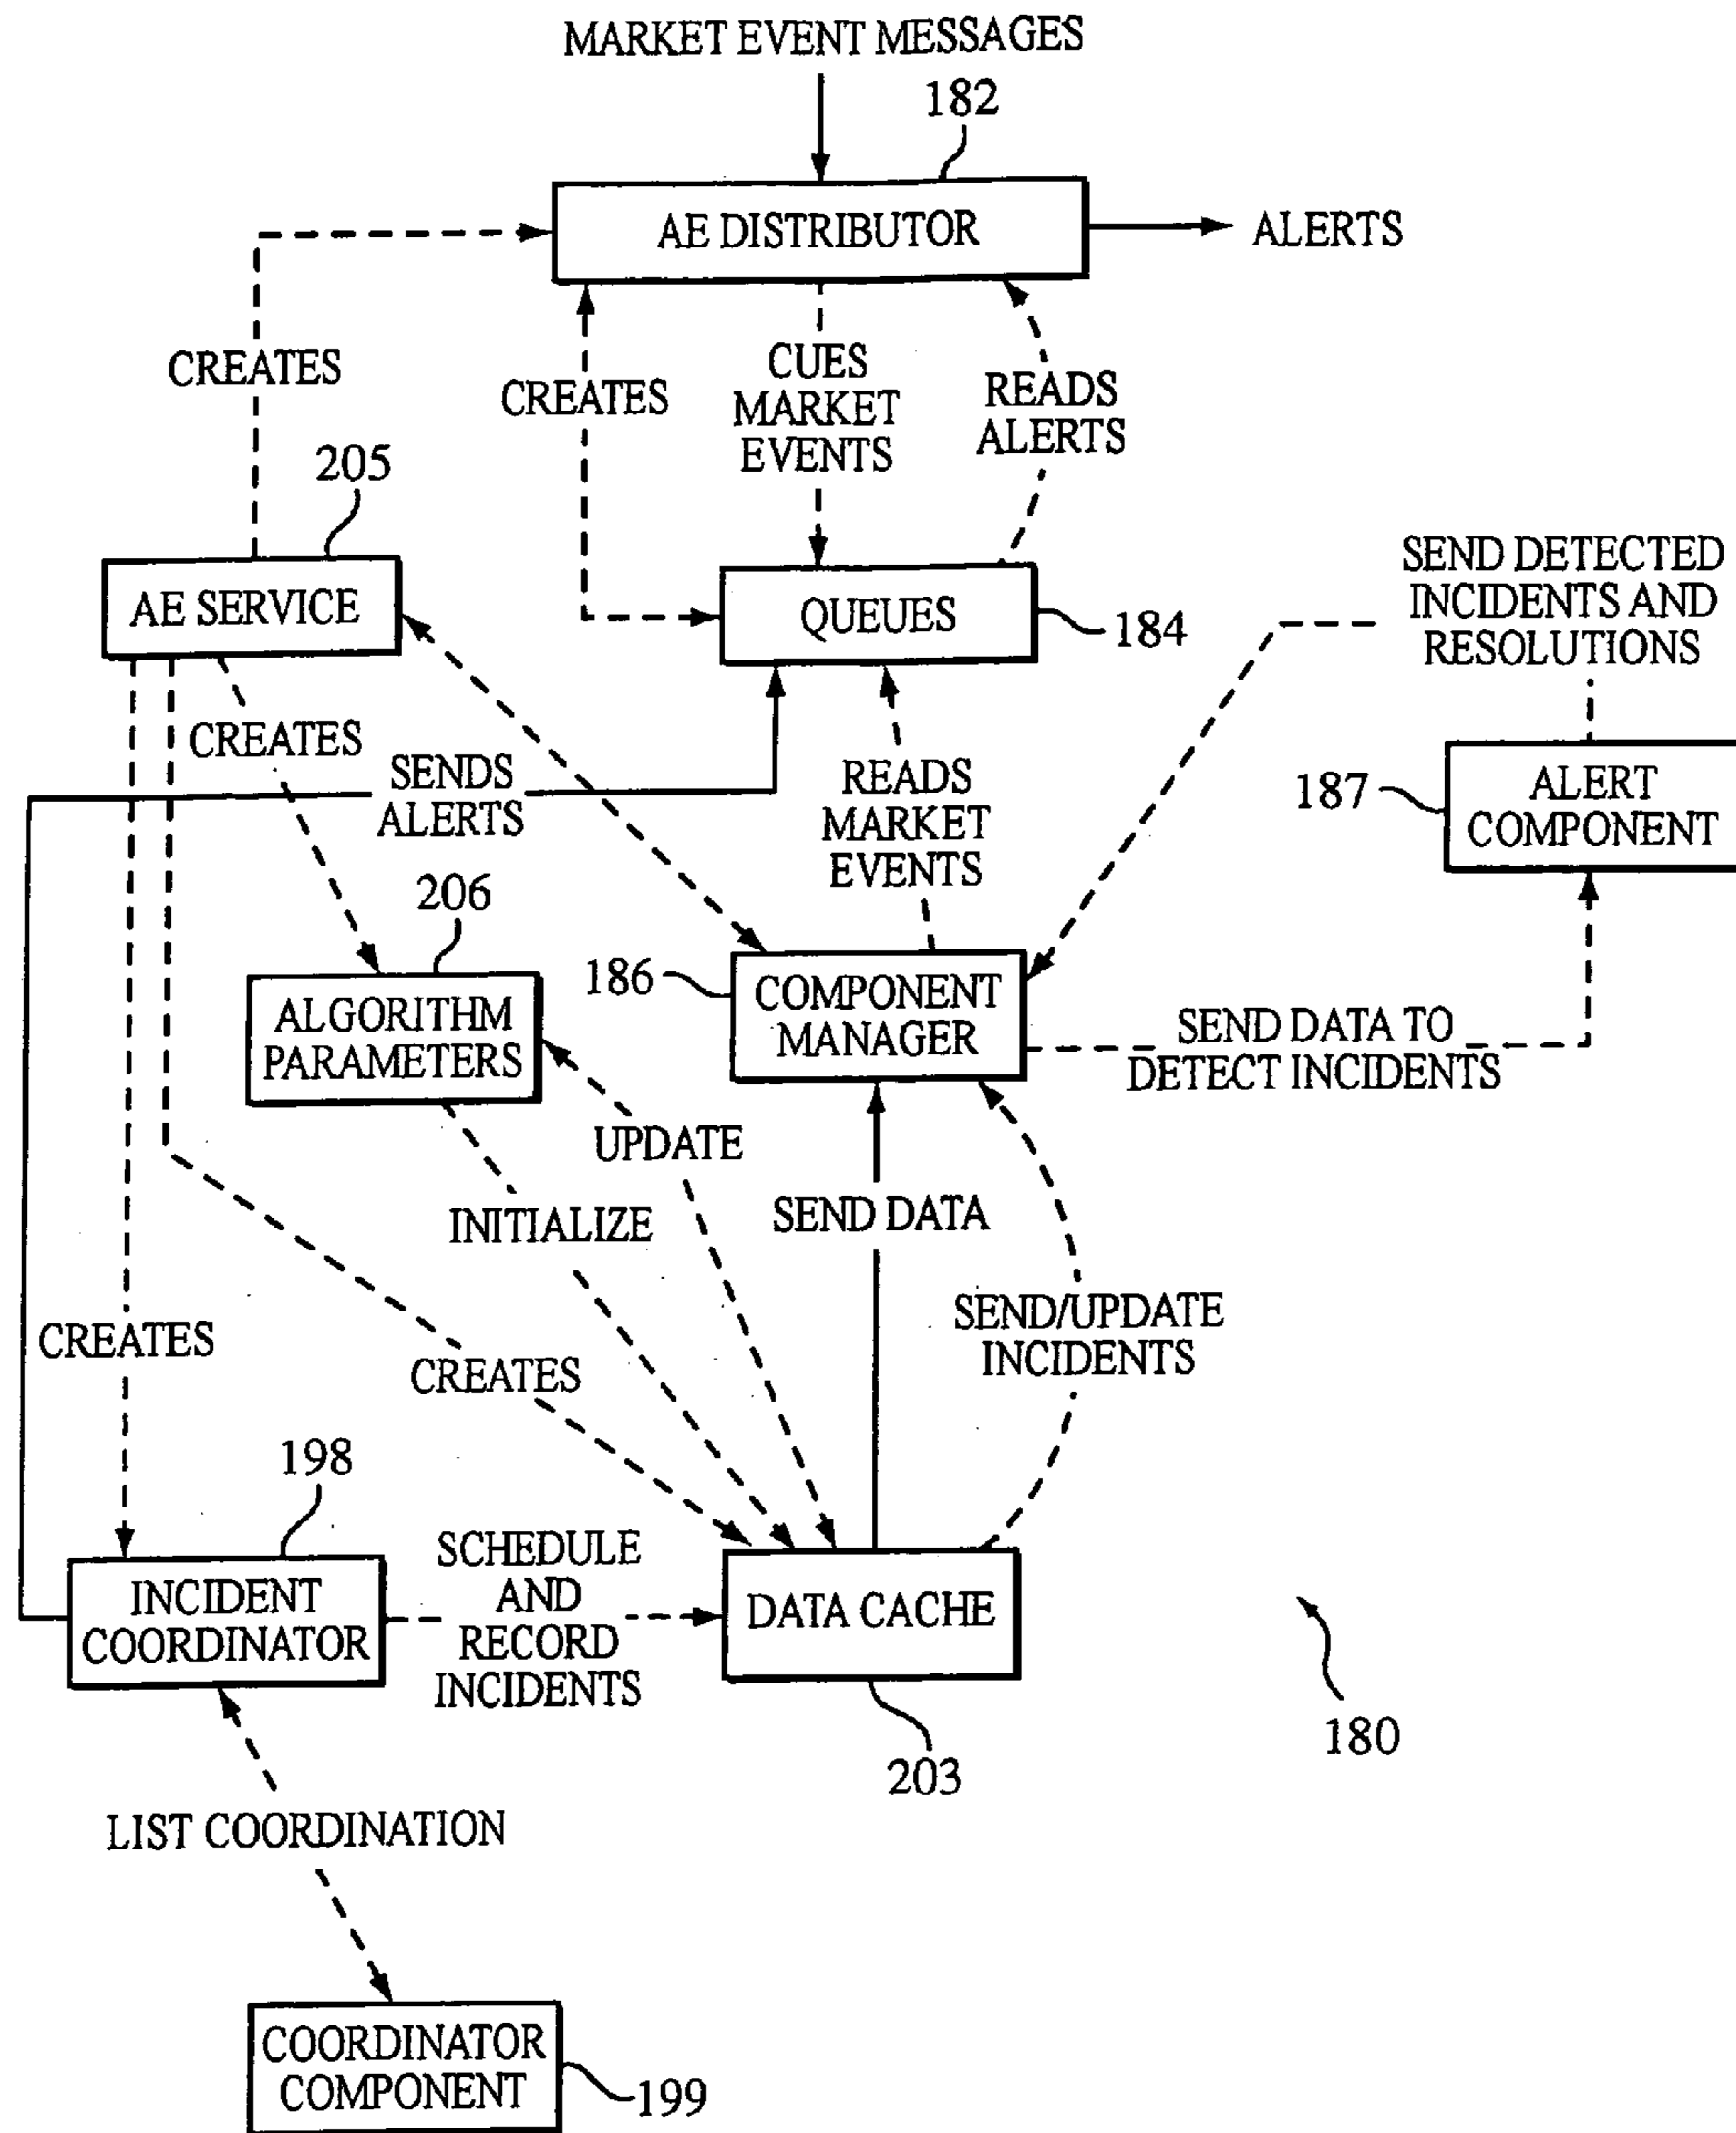 MARKET EVENT MESSAGES
182
AE DISTRIBUTOR
ALERTS
CREATES
CREATES
CUES
MARKET
EVENTS
READS
ALERTS
205
AE SERVICE
QUEUES
184
SEND DETECTED
INCIDENTS AND
RESOLUTIONS
CREATES
SENDS
ALERTS
READS
MARKET
EVENTS
187
ALERT
COMPONENT
206
ALGORITHM
PARAMETERS
186
COMPONENT
MANAGER
SEND DATA TO
DETECT INCIDENTS
UPDATE
INITIALIZE
SEND DATA
SEND/UPDATE
INCIDENTS
CREATES
CREATES
198
INCIDENT
COORDINATOR
SCHEDULE
AND
RECORD
INCIDENTS
DATA CACHE
203
180
LIST COORDINATION
COORDINATOR
COMPONENT
199